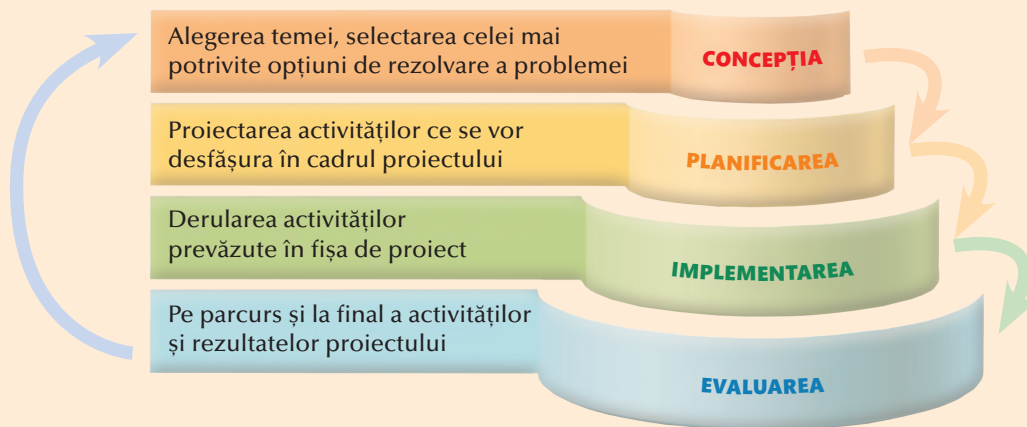 Alegerea temei, selectarea celei mai
potrivite opțiuni de rezolvare a problemei
CONCEPȚIA
Proiectarea activităților ce se vor
desfășura în cadrul proiectului
PLANIFICAREA
Derularea activităților
prevăzute în fișa de proiect
IMPLEMENTAREA
Pe parcurs și la final a activităților
și rezultatelor proiectului
EVALUAREA